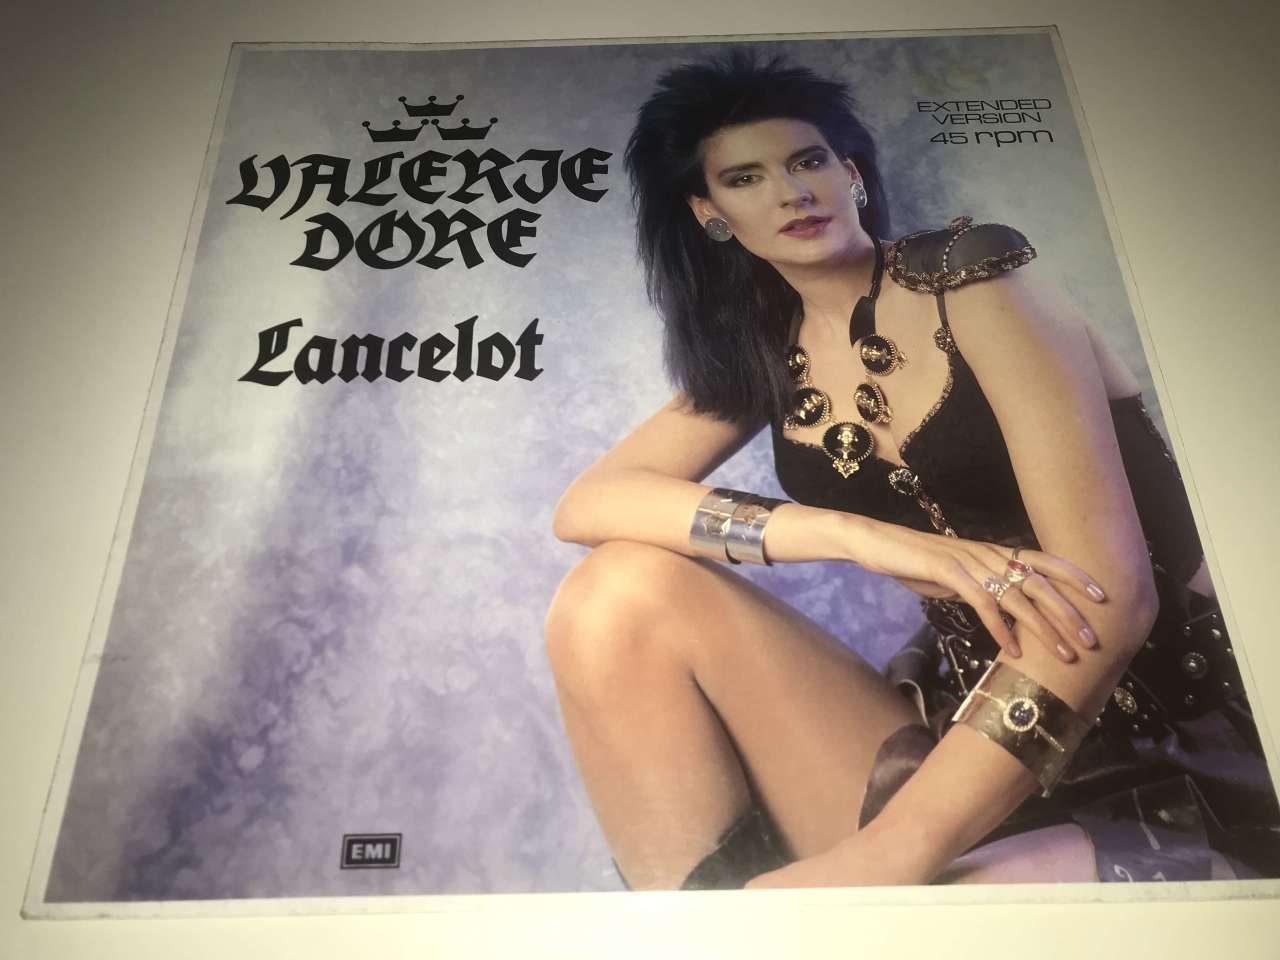 VALERIE
DORE
Lancelot
EXTENDED
VERSION
45 rpm
EMI